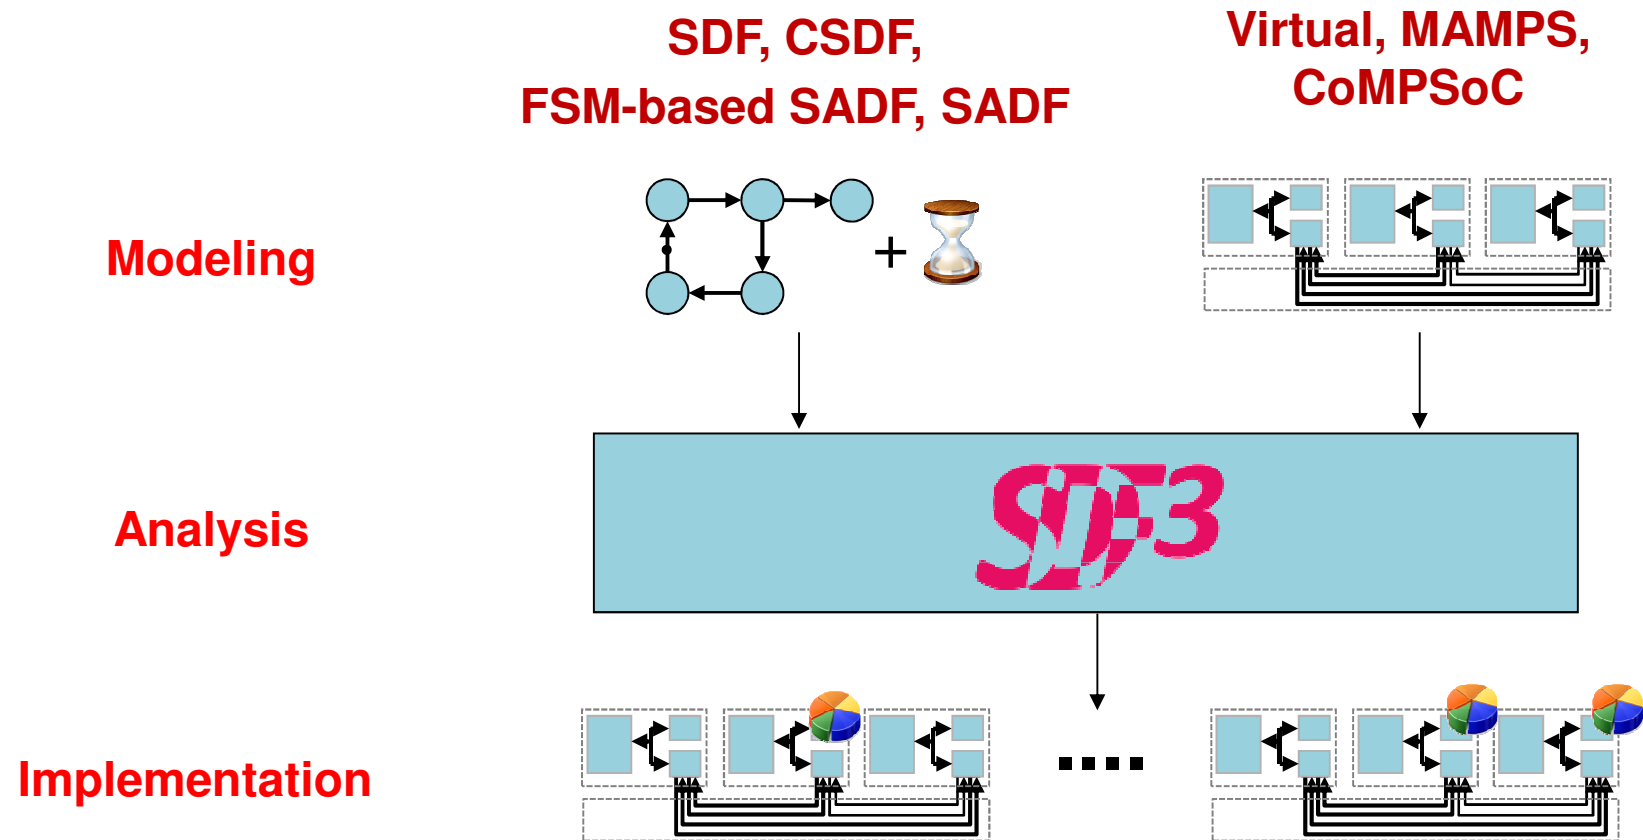 SDF, CSDF,
FSM-based SADF, SADF
Virtual, MAMPS,
CoMPSoC
Modeling
+
Analysis
SDF3
Implementation